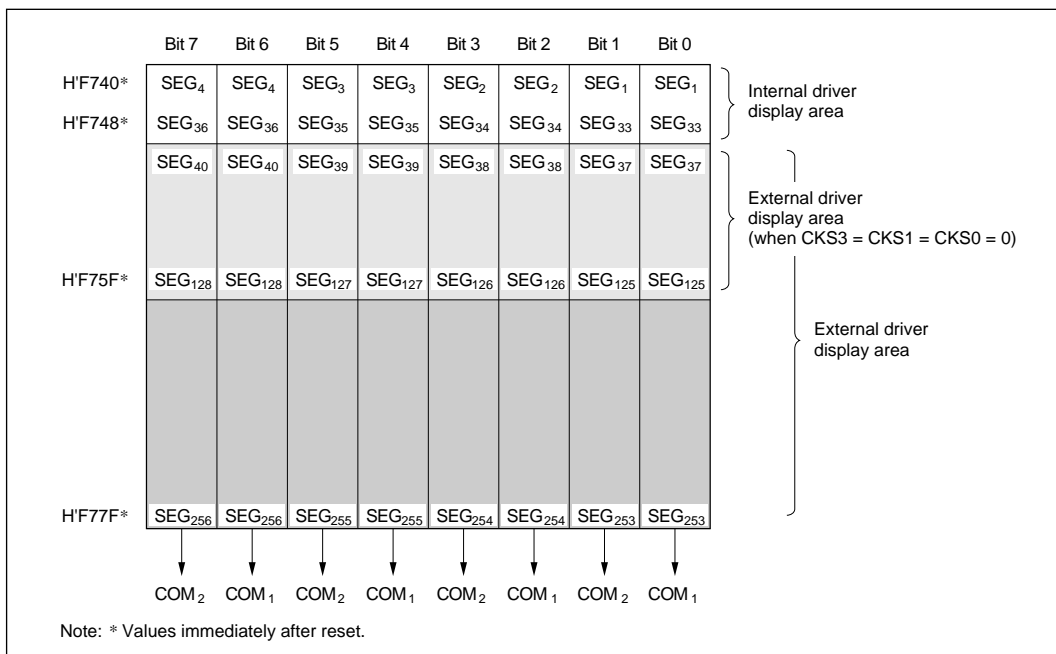 Bit 7 Bit 6 Bit 5 Bit 4 Bit 3 Bit 2 Bit 1 Bit 0
H'F740* SEG4 SEG4 SEG3 SEG3 SEG2 SEG2 SEG1 SEG1
Internal driver
display area
H'F748* SEG36 SEG36 SEG35 SEG35 SEG34 SEG34 SEG33 SEG33
SEG40 SEG40 SEG39 SEG39 SEG38 SEG38 SEG37 SEG37
External driver
display area
(when CKS3 = CKS1 = CKS0 = 0)
H'F75F* SEG128 SEG128 SEG127 SEG127 SEG126 SEG126 SEG125 SEG125
External driver
display area
H'F77F* SEG256 SEG256 SEG255 SEG255 SEG254 SEG254 SEG253 SEG253
COM2 COM1 COM2 COM1 COM2 COM1 COM2 COM1
Note: * Values immediately after reset.